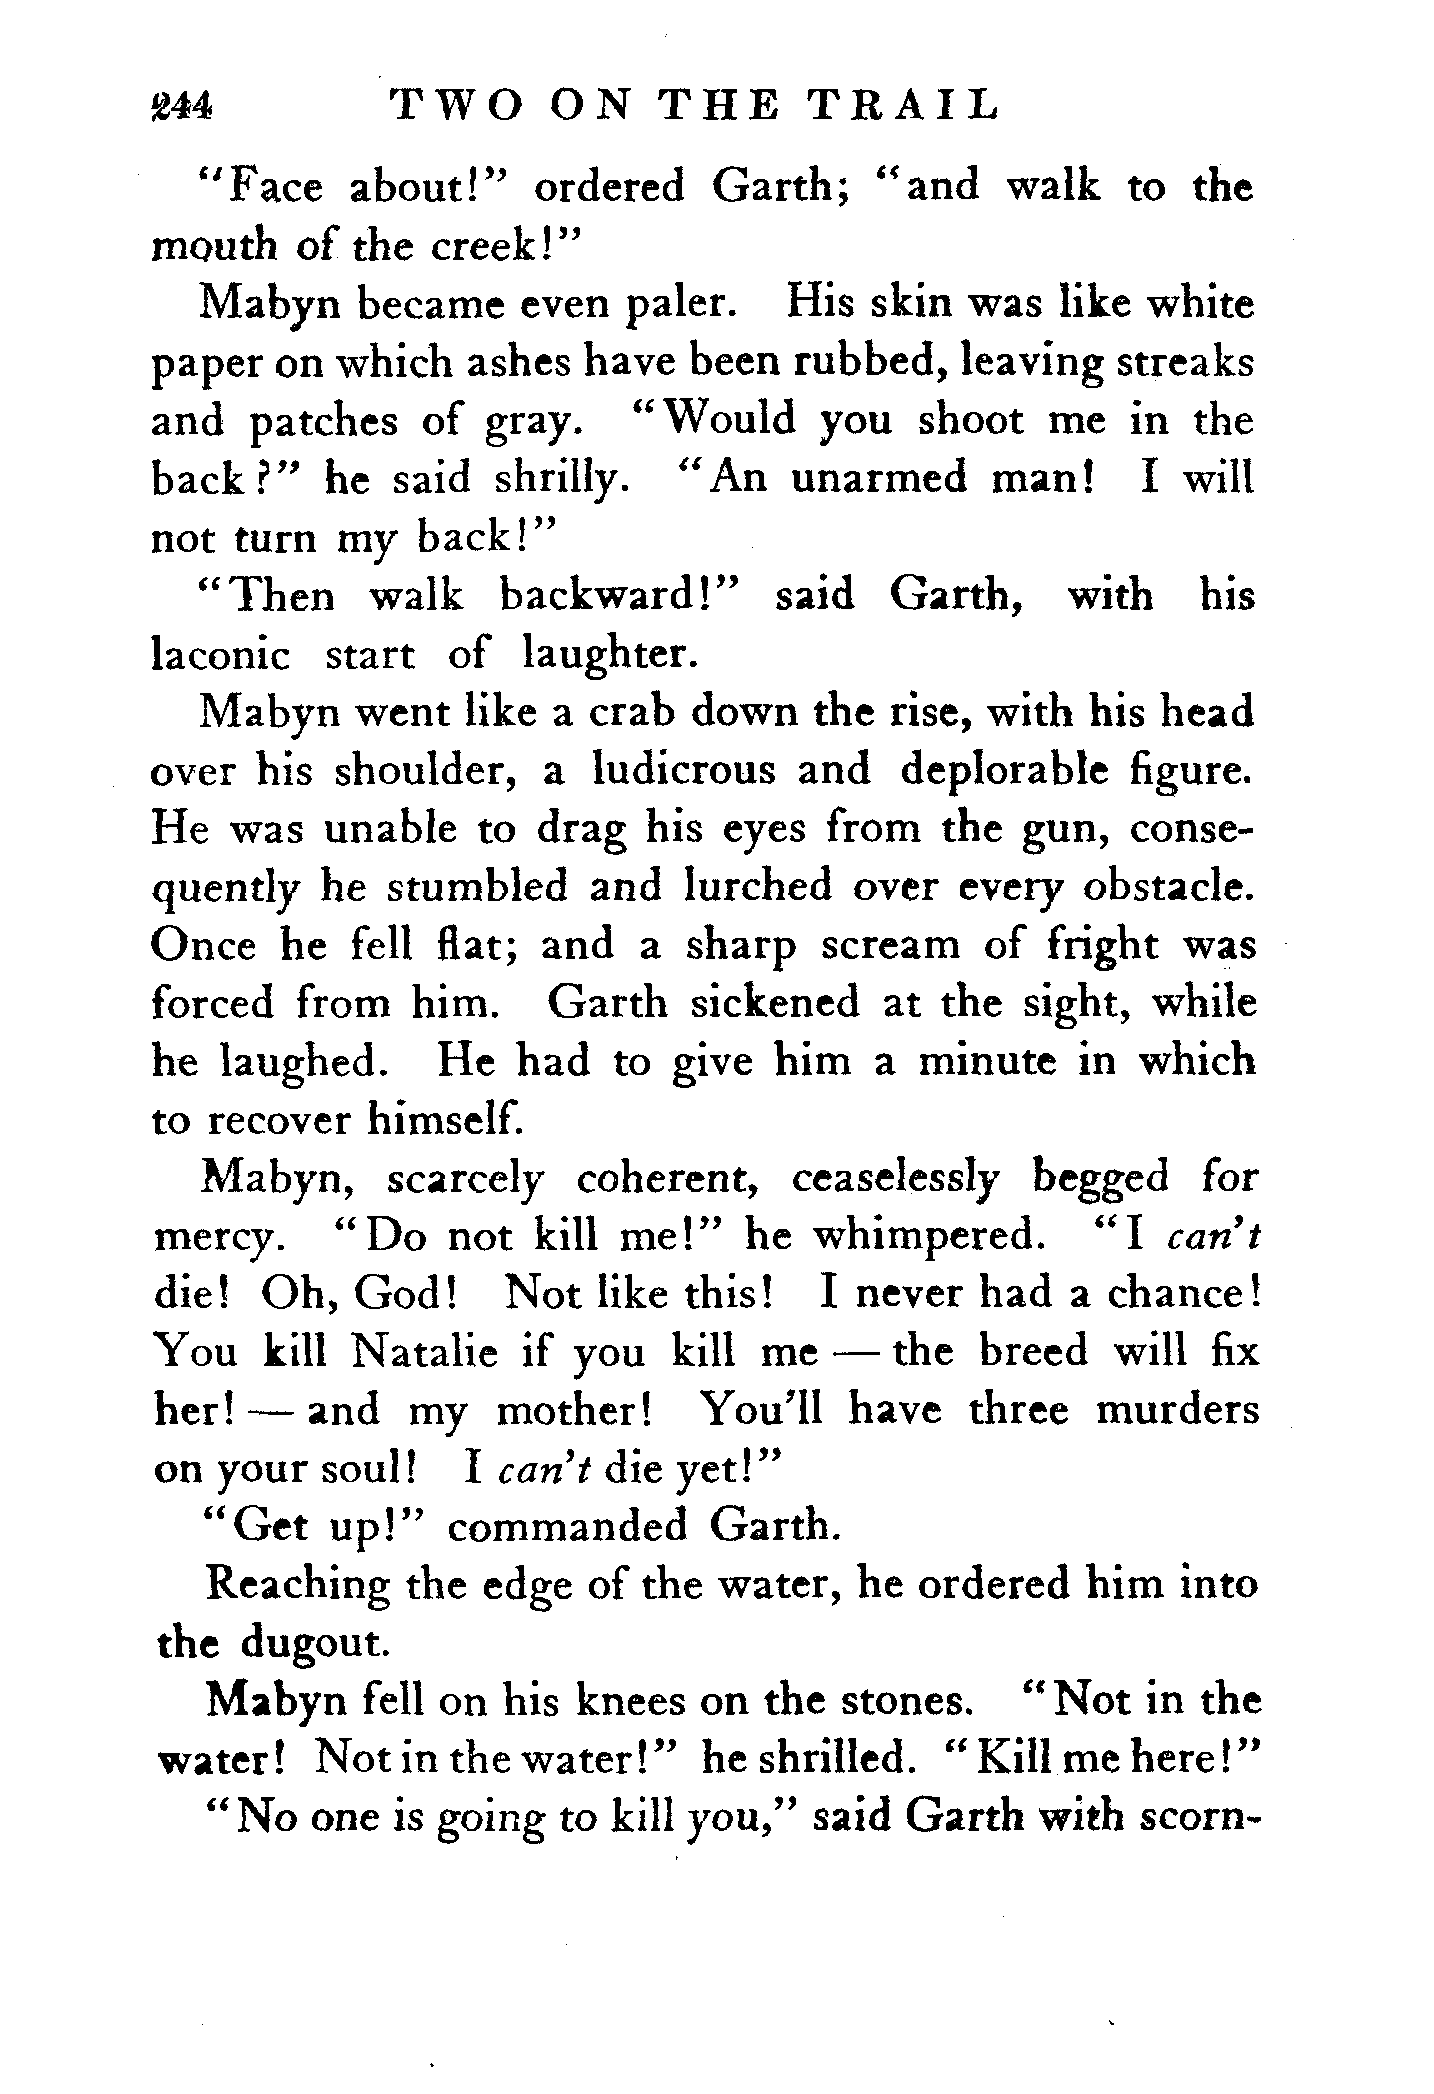 244 TWO ON THE TRAIL
“Face about!” ordered Garth; “and walk to the
mouth of the creek!”
Mabyn became even paler. His skin was like white
paper on which ashes have been rubbed, leaving streaks
and patches of gray. “Would you shoot me in the
back?” he said shrilly. “An unarmed man! I will
not turn my back!”
“Then walk backward!” said Garth, with his
laconic start of laughter.
Mabyn went like a crab down the rise, with his head
over his shoulder, a ludicrous and deplorable figure.
He was unable to drag his eyes from the gun, conse-
quently he stumbled and lurched over every obstacle.
Once he fell flat; and a sharp scream of fright was
forced from him. Garth sickened at the sight, while
he laughed. He had to give him a minute in which
to recover himself.
Mabyn, scarcely coherent, ceaselessly begged for
mercy. “Do not kill me!” he whimpered. “I can’t
die! Oh, God! Not like this! I never had a chance!
You kill Natalie if you kill me — the breed will fix
her! — and my mother! You’ll have three murders
on your soul! I can’t die yet!”
“Get up!” commanded Garth.
Reaching the edge of the water, he ordered him into
the dugout.
Mabyn fell on his knees on the stones. “Not in the
water! Not in the water!” he shrilled. “Kill me here!”
“No one is going to kill you,” said Garth with scorn-